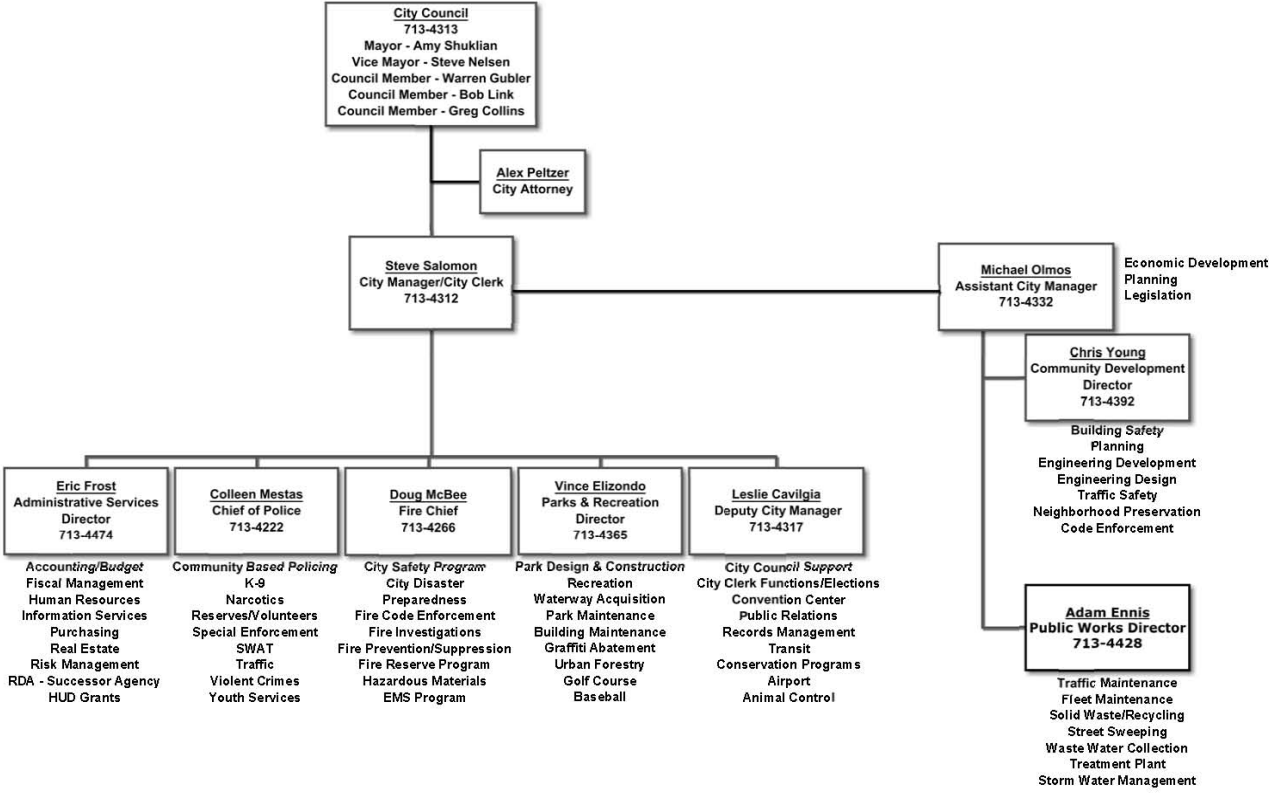 City Council
713-4313
Mayor - Amy Shuklian
Vice Mayor - Steve Nelsen
Council Member - Warren Gubler
Council Member - Bob Link
Council Member - Greg Collins
Alex Peltzer
City Attorney
Steve Salomon
City Manager/City Clerk
713-4312
Michael Olmos
Assistant City Manager
713-4332
Economic Development
Planning
Legislation
Chris Young
Community Development
Director
713-4392
Building Safety
Planning
Engineering Development
Engineering Design
Traffic Safety
Neighborhood Preservation
Code Enforcement
Eric Frost
Administrative Services
Director
713-4474
Accounting/Budget
Fiscal Management
Human Resources
Information Services
Purchasing
Real Estate
Risk Management
RDA - Successor Agency
HUD Grants
Colleen Mestas
Chief of Police
713-4222
Community Based Policing
K-9
Narcotics
Reserves/Volunteers
Special Enforcement
SWAT
Traffic
Violent Crimes
Youth Services
Doug McBee
Fire Chief
713-4266
City Safety Program
City Disaster
Preparedness
Fire Code Enforcement
Fire Investigations
Fire Prevention/Suppression
Fire Reserve Program
Hazardous Materials
EMS Program
Vince Elizondo
Parks & Recreation
Director
713-4365
Park Design & Construction
Recreation
Waterway Acquisition
Park Maintenance
Building Maintenance
Graffiti Abatement
Urban Forestry
Golf Course
Baseball
Leslie Cavilgia
Deputy City Manager
713-4317
City Council Support
City Clerk Functions/Elections
Convention Center
Public Relations
Records Management
Transit
Conservation Programs
Airport
Animal Control
Adam Ennis
Public Works Director
713-4428
Traffic Maintenance
Fleet Maintenance
Solid Waste/Recycling
Street Sweeping
Waste Water Collection
Treatment Plant
Storm Water Management